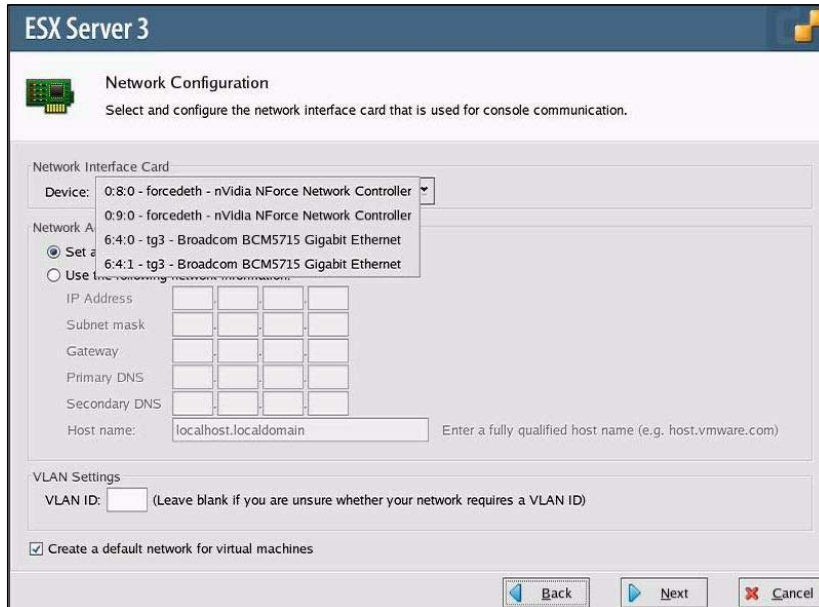 ESX Server 3
Network Configuration
Select and configure the network interface card that is used for console communication.
Network Interface Card
Device:
0:8:0 - forcedeth - nVidia NForce Network Controller
0:9:0 - forcedeth - nVidia NForce Network Controller
6:4:0 - tg3 - Broadcom BCM5715 Gigabit Ethernet
6:4:1 - tg3 - Broadcom BCM5715 Gigabit Ethernet
Network A
Set a
Use the following network information:
IP Address
Subnet mask
Gateway
Primary DNS
Secondary DNS
Host name: localhost.localdomain Enter a fully qualified host name (e.g. host.vmware.com)
VLAN Settings
VLAN ID: (Leave blank if you are unsure whether your network requires a VLAN ID)
Create a default network for virtual machines
Back Next Cancel